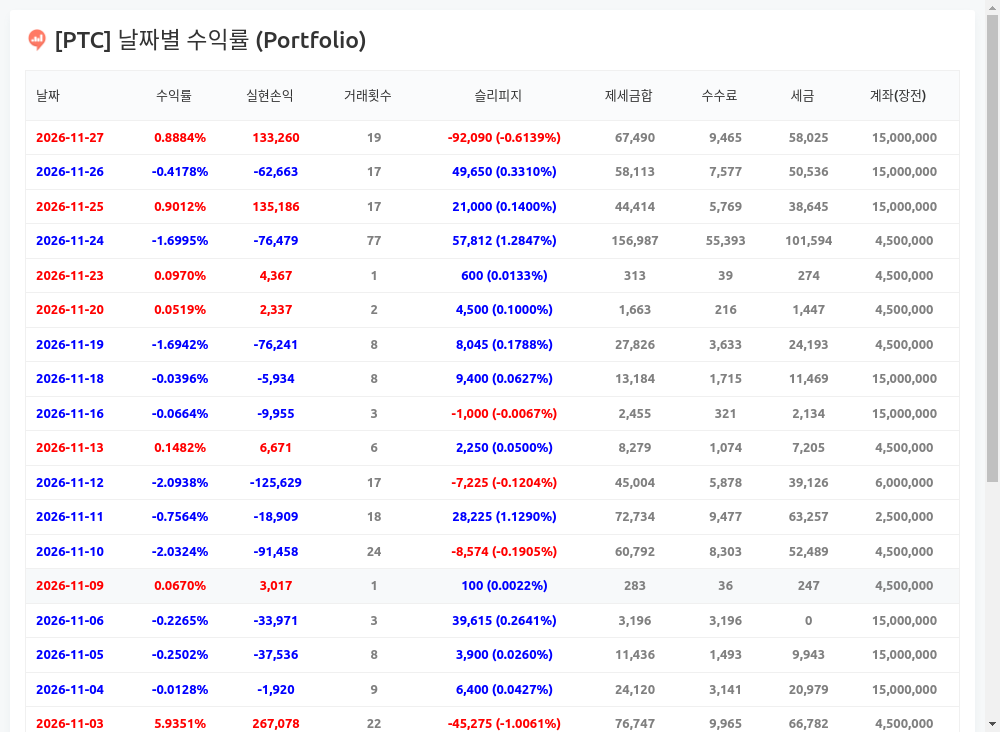 [PTC] 날짜별 수익률 (Portfolio)
날짜 수익률 실현손익 거래횟수 슬리피지 제세금합 수수료 세금 계좌(장전)
2026-11-27 0.8884% 133,260 19 -92,090 (-0.6139%) 67,490 9,465 58,025 15,000,000
2026-11-26 -0.4178% -62,663 17 49,650 (0.3310%) 58,113 7,577 50,536 15,000,000
2026-11-25 0.9012% 135,186 17 21,000 (0.1400%) 44,414 5,769 38,645 15,000,000
2026-11-24 -1.6995% -76,479 77 57,812 (1.2847%) 156,987 55,393 101,594 4,500,000
2026-11-23 0.0970% 4,367 1 600 (0.0133%) 313 39 274 4,500,000
2026-11-20 0.0519% 2,337 2 4,500 (0.1000%) 1,663 216 1,447 4,500,000
2026-11-19 -1.6942% -76,241 8 8,045 (0.1788%) 27,826 3,633 24,193 4,500,000
2026-11-18 -0.0396% -5,934 8 9,400 (0.0627%) 13,184 1,715 11,469 15,000,000
2026-11-16 -0.0664% -9,955 3 -1,000 (-0.0067%) 2,455 321 2,134 15,000,000
2026-11-13 0.1482% 6,671 6 2,250 (0.0500%) 8,279 1,074 7,205 4,500,000
2026-11-12 -2.0938% -125,629 17 -7,225 (-0.1204%) 45,004 5,878 39,126 6,000,000
2026-11-11 -0.7564% -18,909 18 28,225 (1.1290%) 72,734 9,477 63,257 2,500,000
2026-11-10 -2.0324% -91,458 24 -8,574 (-0.1905%) 60,792 8,303 52,489 4,500,000
2026-11-09 0.0670% 3,017 1 100 (0.0022%) 283 36 247 4,500,000
2026-11-06 -0.2265% -33,971 3 39,615 (0.2641%) 3,196 3,196 0 15,000,000
2026-11-05 -0.2502% -37,536 8 3,900 (0.0260%) 11,436 1,493 9,943 15,000,000
2026-11-04 -0.0128% -1,920 9 6,400 (0.0427%) 24,120 3,141 20,979 15,000,000
2026-11-03 5.9351% 267,078 22 -45,275 (-1.0061%) 76,747 9,965 66,782 4,500,000